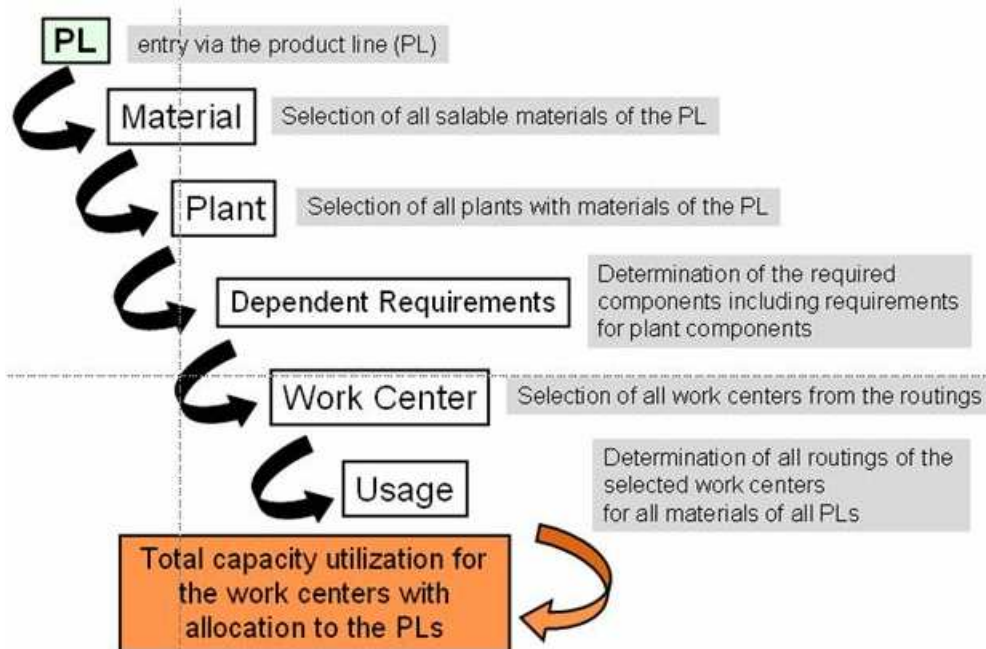 PL
entry via the product line (PL)
Material
Selection of all salable materials of the PL
Plant
Selection of all plants with materials of the PL
Dependent Requirements
Determination of the required
components including requirements
for plant components
Work Center
Selection of all work centers from the routings
Usage
Determination of all routings of the
selected work centers
for all materials of all PLs
Total capacity utilization for
the work centers with
allocation to the PLs